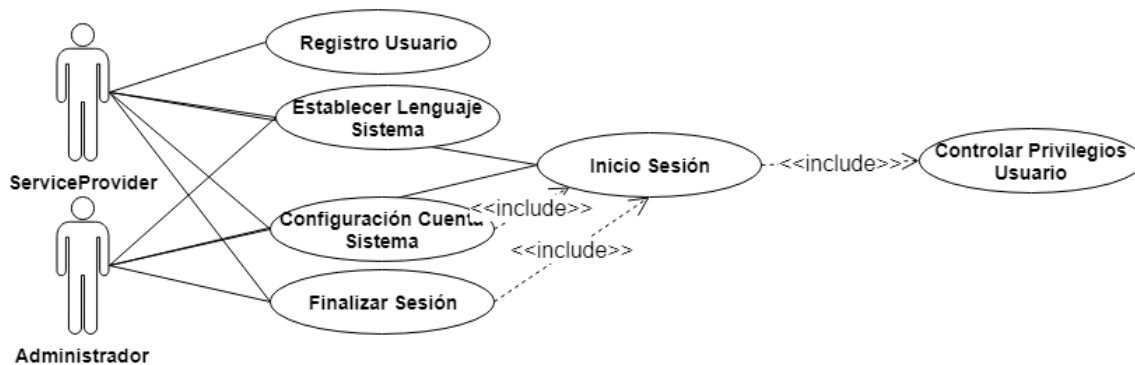 Registro Usuario
ServiceProvider
Establecer Lenguaje
Sistema
Inicio Sesión
<<include>>
Controlar Privilegios
Usuario
Configuración Cuenta
Sistema
<<include>>
<<include>>
Finalizar Sesión
Administrador